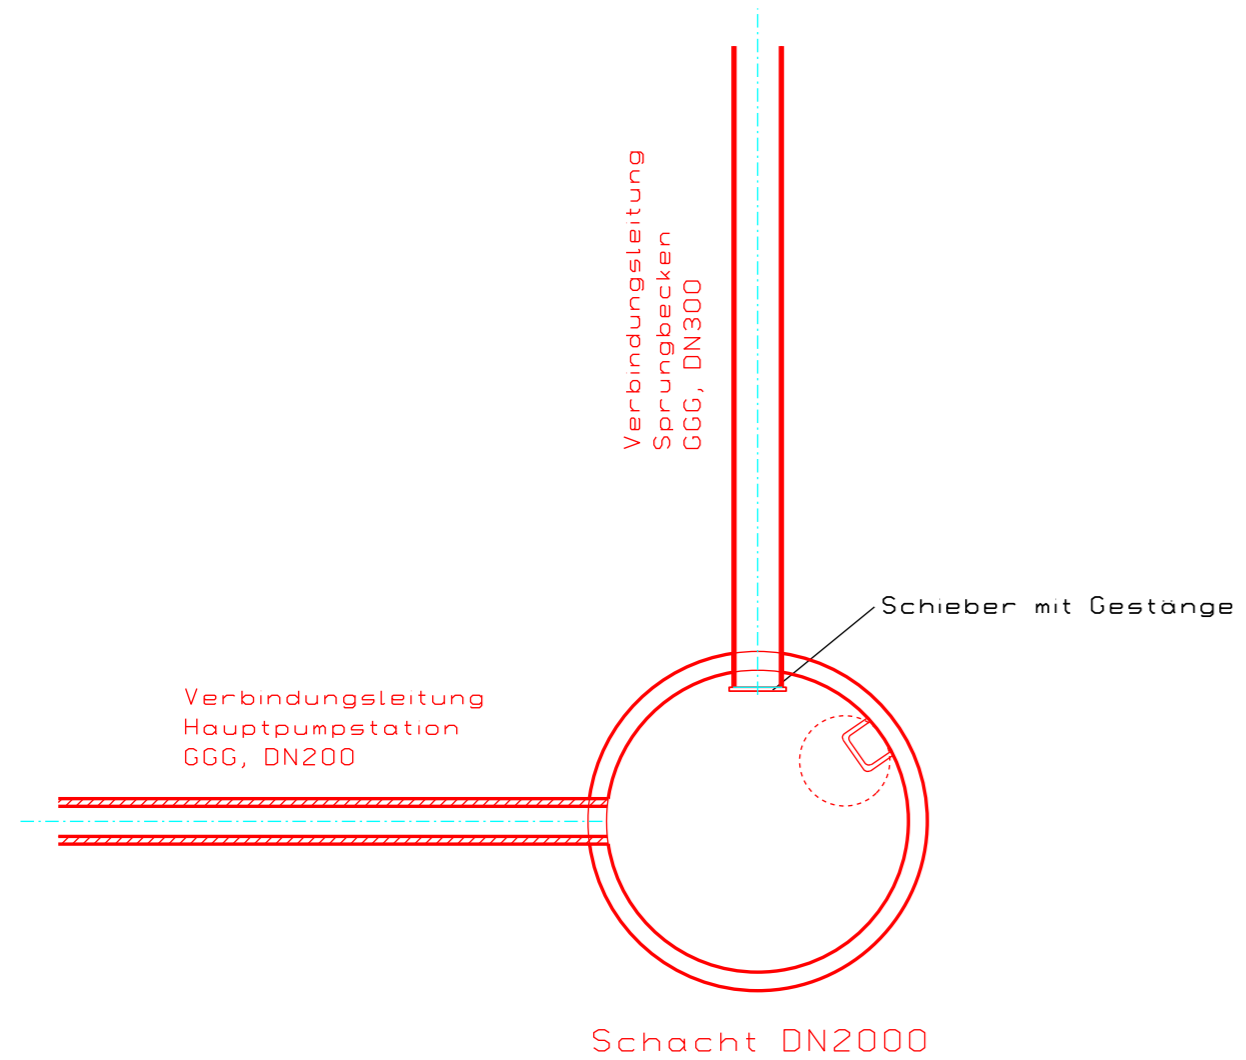 Verbindungsleitung
Sprungbecken
GGG, DN300
Schieber mit Gestänge
Verbindungsleitung
Hauptpumpstation
GGG, DN200
Schacht DN2000